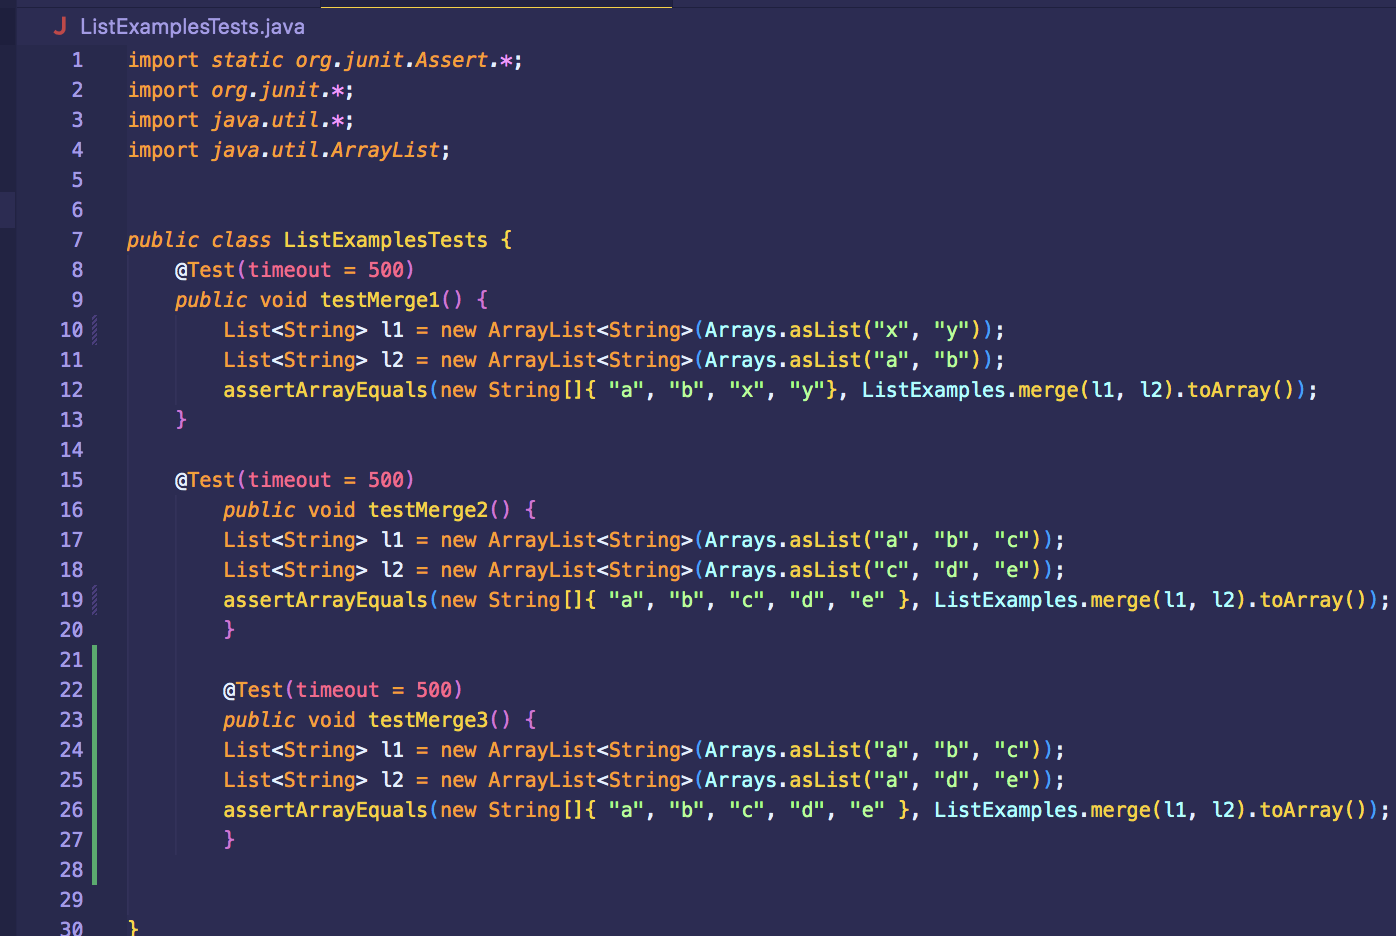 J ListExamplesTests.java
1 import static org.junit.Assert.*;
2 import org.junit.*;
3 import java.util.*;
4 import java.util.ArrayList;
5
6
7 public class ListExamplesTests {
8     @Test(timeout = 500)
9     public void testMerge1() {
10         List<String> l1 = new ArrayList<String>(Arrays.asList("x", "y"));
11         List<String> l2 = new ArrayList<String>(Arrays.asList("a", "b"));
12         assertArrayEquals(new String[]{ "a", "b", "x", "y"}, ListExamples.merge(l1, l2).toArray());
13     }
14
15     @Test(timeout = 500)
16         public void testMerge2() {
17         List<String> l1 = new ArrayList<String>(Arrays.asList("a", "b", "c"));
18         List<String> l2 = new ArrayList<String>(Arrays.asList("c", "d", "e"));
19         assertArrayEquals(new String[]{ "a", "b", "c", "d", "e" }, ListExamples.merge(l1, l2).toArray());
20         }
21
22         @Test(timeout = 500)
23         public void testMerge3() {
24         List<String> l1 = new ArrayList<String>(Arrays.asList("a", "b", "c"));
25         List<String> l2 = new ArrayList<String>(Arrays.asList("a", "d", "e"));
26         assertArrayEquals(new String[]{ "a", "b", "c", "d", "e" }, ListExamples.merge(l1, l2).toArray());
27         }
28
29
30 }